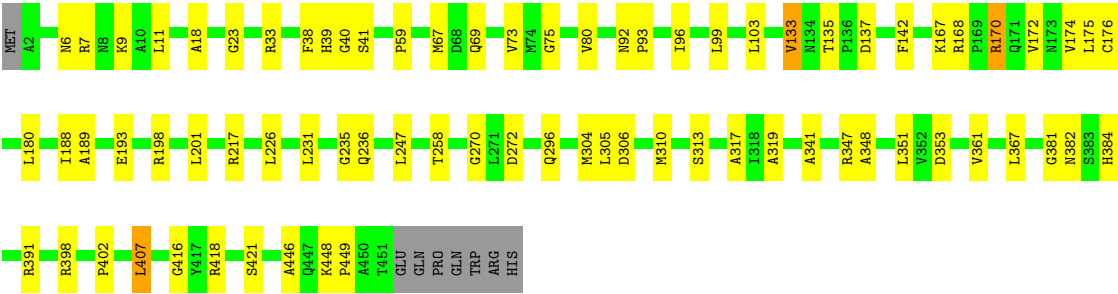 MET A2 N6 R7 N8 K9 A10 L11 A18 G23 R33 F38 H39 G40 S41 P59 M67 D68 Q69 V73 M74 G75 V80 N92 P93 I96 L99 L103 V133 N134 T135 P136 D137 F142 K167 R168 P169 R170 Q171 V172 N173 V174 L175 C176
L180 I188 A189 E193 R198 L201 R217 L226 L231 G235 Q236 L247 T258 G270 L271 D272 Q296 M304 L305 D306 M310 S313 A317 I318 A319 A341 R347 A348 L351 V352 D353 V361 L367 G381 N382 S383 H384
R391 R398 P402 L407 G416 Y417 R418 S421 A446 Q447 K448 P449 A450 T451 GLU GLN PRO GLN TRP ARG HIS